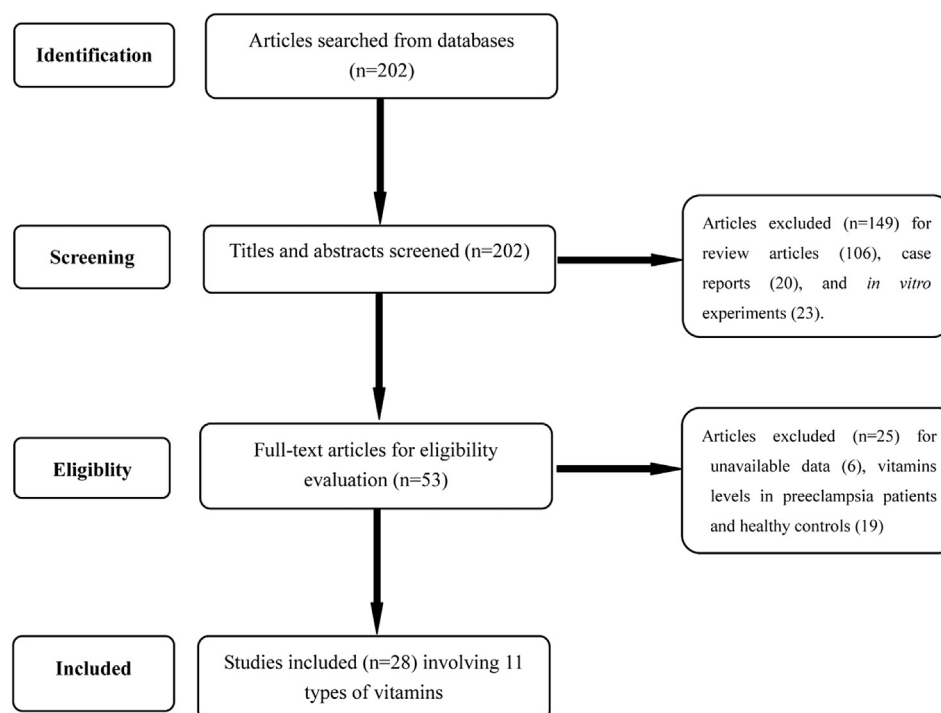 Identification
Articles searched from databases
(n=202)
Screening
Titles and abstracts screened (n=202)
Articles excluded (n=149) for
review articles (106), case
reports (20), and in vitro
experiments (23).
Eligiblity
Full-text articles for eligibility
evaluation (n=53)
Articles excluded (n=25) for
unavailable data (6), vitamins
levels in preeclampsia patients
and healthy controls (19)
Included
Studies included (n=28) involving 11
types of vitamins